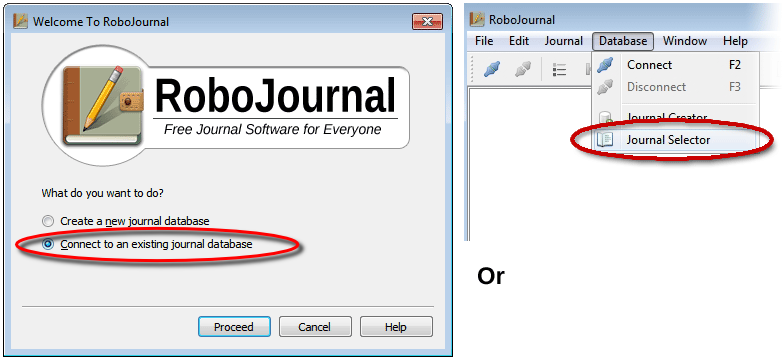 Welcome To RoboJournal
RoboJournal
Free Journal Software for Everyone
What do you want to do?
Create a new journal database
Connect to an existing journal database
Proceed
Cancel
Help
RoboJournal
File Edit Journal Database Window Help
Connect F2
Disconnect F3
Journal Creator
Journal Selector
Or